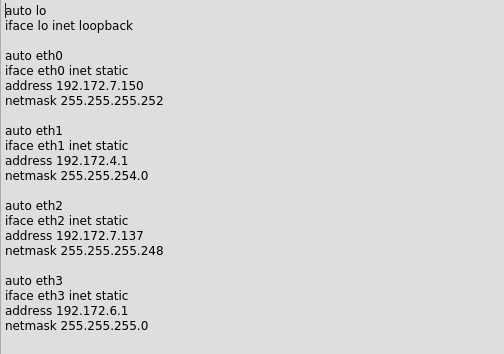 auto lo
iface lo inet loopback

auto eth0
iface eth0 inet static
address 192.172.7.150
netmask 255.255.255.252

auto eth1
iface eth1 inet static
address 192.172.4.1
netmask 255.255.254.0

auto eth2
iface eth2 inet static
address 192.172.7.137
netmask 255.255.255.248

auto eth3
iface eth3 inet static
address 192.172.6.1
netmask 255.255.255.0